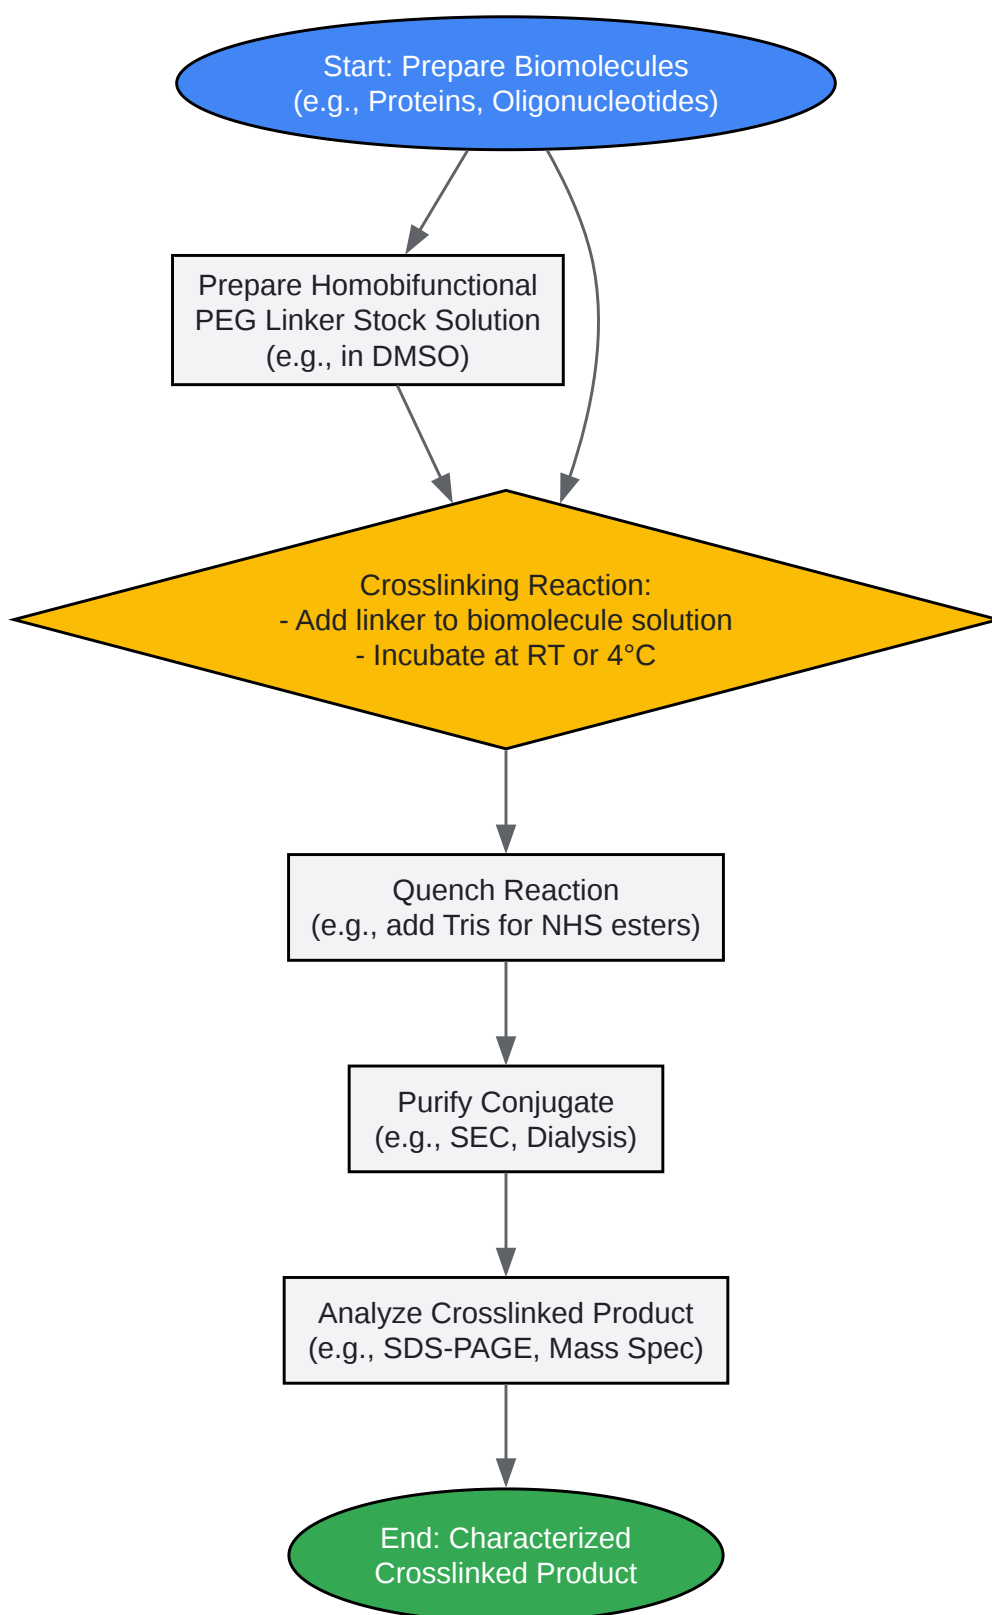 Start: Prepare Biomolecules
(e.g., Proteins, Oligonucleotides)
Prepare Homobifunctional
PEG Linker Stock Solution
(e.g., in DMSO)
Crosslinking Reaction:
- Add linker to biomolecule solution
- Incubate at RT or 4°C
Quench Reaction
(e.g., add Tris for NHS esters)
Purify Conjugate
(e.g., SEC, Dialysis)
Analyze Crosslinked Product
(e.g., SDS-PAGE, Mass Spec)
End: Characterized
Crosslinked Product